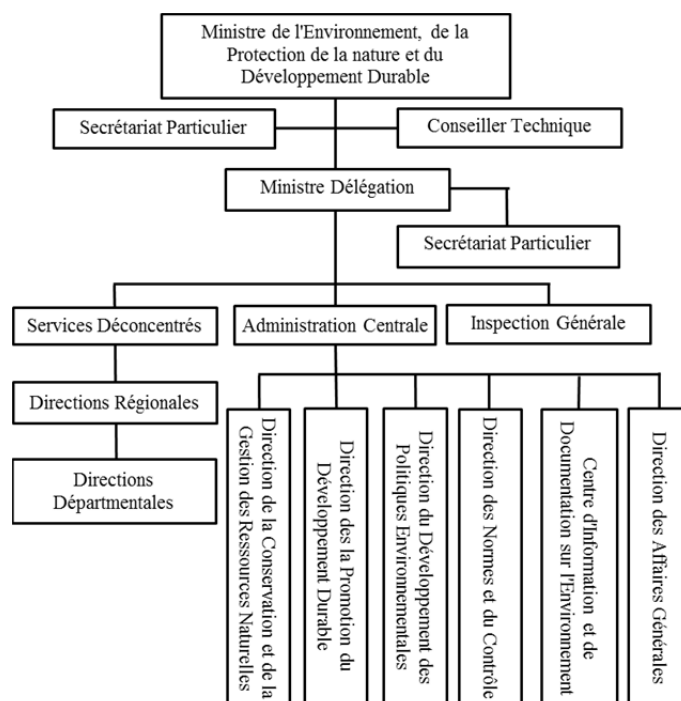 Ministre de l'Environnement, de la
Protection de la nature et du
Développement Durable
Secrétariat Particulier
Conseiller Technique
Ministre Délégation
Secrétariat Particulier
Services Déconcentrés
Administration Centrale
Inspection Générale
Directions Régionales
Directions
Départmentales
Direction de la Conservation et de la
Gestion des Ressources Naturelles
Direction des la Promotion du
Développement Durable
Direction du Développement des
Politiques Environnementales
Direction des Normes et du Contrôle
Centre d'Information et de
Documentation sur l'Environnement
Direction des Affaires Générales